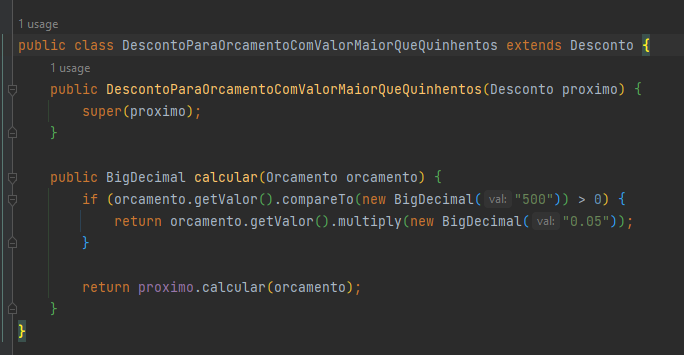 1 usage
public class DescontoParaOrcamentoComValorMaiorQueQuinhentos extends Desconto {
1 usage
public DescontoParaOrcamentoComValorMaiorQueQuinhentos(Desconto proximo) {
super(proximo);
}
public BigDecimal calcular(Orcamento orcamento) {
if (orcamento.getValor().compareTo(new BigDecimal( val: "500")) > 0) {
return orcamento.getValor().multiply(new BigDecimal( val: "0.05"));
}
return proximo.calcular(orcamento);
}
}